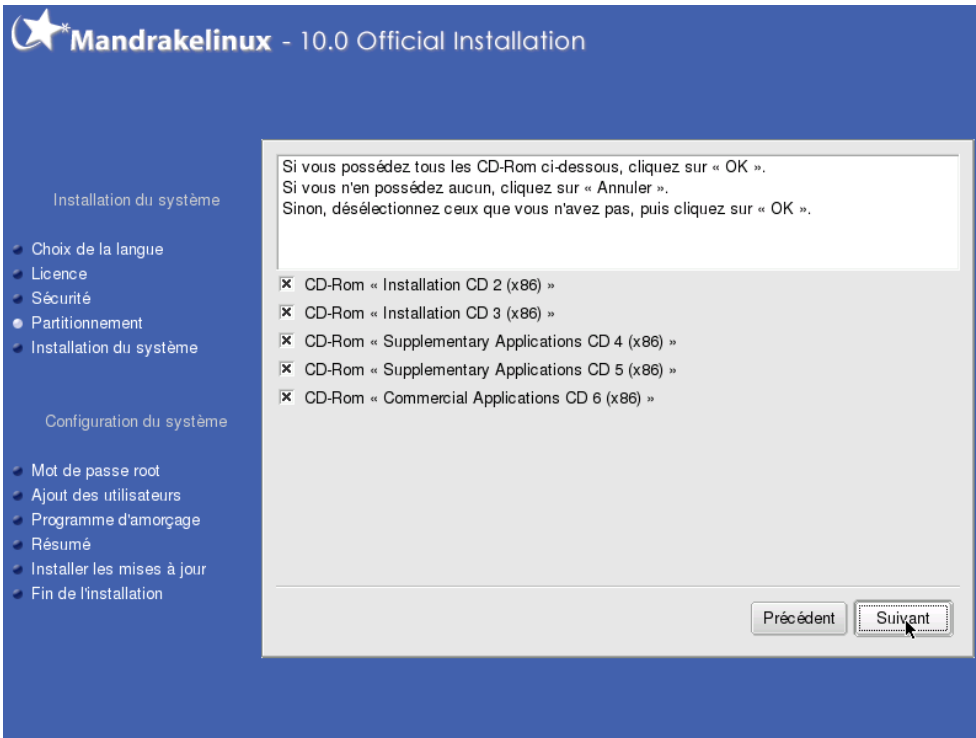 Mandrakelinux - 10.0 Official Installation
Installation du système
Choix de la langue
Licence
Sécurité
Partitionnement
Installation du système
Configuration du système
Mot de passe root
Ajout des utilisateurs
Programme d'amorçage
Résumé
Installer les mises à jour
Fin de l'installation
Si vous possédez tous les CD-Rom ci-dessous, cliquez sur « OK ».
Si vous n'en possédez aucun, cliquez sur « Annuler ».
Sinon, désélectionnez ceux que vous n'avez pas, puis cliquez sur « OK ».
CD-Rom « Installation CD 2 (x86) »
CD-Rom « Installation CD 3 (x86) »
CD-Rom « Supplementary Applications CD 4 (x86) »
CD-Rom « Supplementary Applications CD 5 (x86) »
CD-Rom « Commercial Applications CD 6 (x86) »
Précédent
Suivant